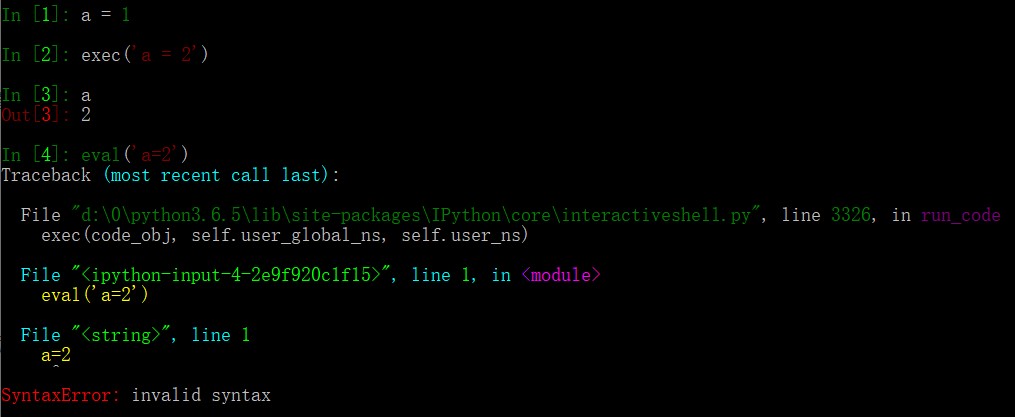 In [1]: a = 1
In [2]: exec('a = 2')
In [3]: a
Out[3]: 2
In [4]: eval('a=2')
Traceback (most recent call last):
File "d:\0\python3.6.5\lib\site-packages\IPython\core\interactiveshell.py", line 3326, in run_code
exec(code_obj, self.user_global_ns, self.user_ns)
File "<ipython-input-4-2e9f920c1f15>", line 1, in <module>
eval('a=2')
File "<string>", line 1
a=2
^
SyntaxError: invalid syntax